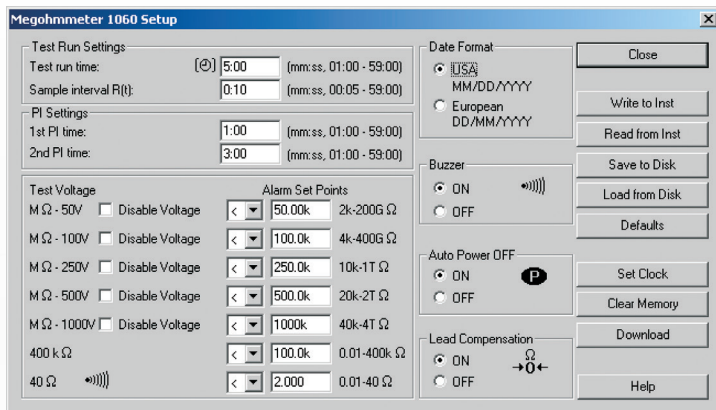 Megohmmeter 1060 Setup
Test Run Settings
Test run time: 5:00 (mm:ss, 01:00 - 59:00)
Sample interval R(t): 0:10 (mm:ss, 00:05 - 59:00)
PI Settings
1st PI time: 1:00 (mm:ss, 01:00 - 59:00)
2nd PI time: 3:00 (mm:ss, 01:00 - 59:00)
Test Voltage Alarm Set Points
M Ω - 50V Disable Voltage < 50.00k 2k-200G Ω
M Ω - 100V Disable Voltage < 100.0k 4k-400G Ω
M Ω - 250V Disable Voltage < 250.0k 10k-1T Ω
M Ω - 500V Disable Voltage < 500.0k 20k-2T Ω
M Ω - 1000V Disable Voltage < 1000k 40k-4T Ω
400 k Ω < 100.0k 0.01-400k Ω
40 Ω < 2.000 0.01-40 Ω
Date Format
USA
MM/DD/YYYY
European
DD/MM/YYYY
Buzzer
ON
OFF
Auto Power OFF
ON P
OFF
Lead Compensation
ON Ω
→0←
OFF
Close
Write to Inst
Read from Inst
Save to Disk
Load from Disk
Defaults
Set Clock
Clear Memory
Download
Help